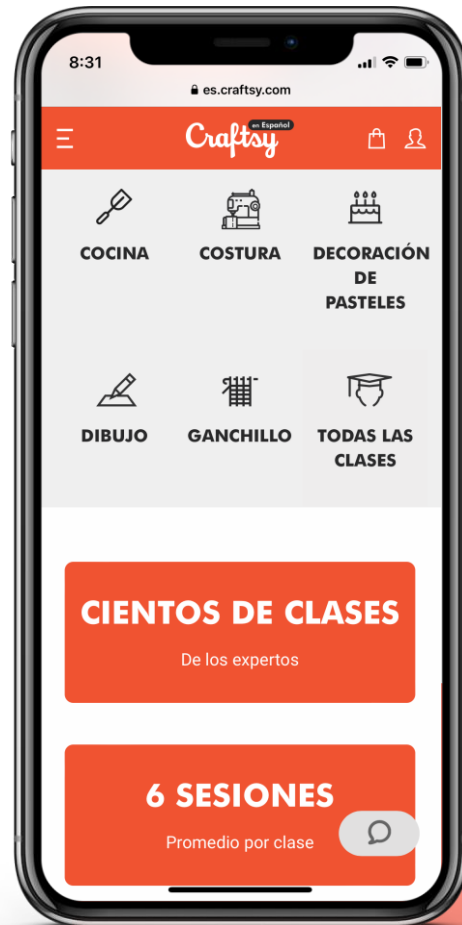 8:31
es.craftsy.com
Craftsy
en Español
COCINA
COSTURA
DECORACIÓN
DE
PASTELES
DIBUJO
GANCHILLO
TODAS LAS
CLASES
CIENTOS DE CLASES
De los expertos
6 SESIONES
Promedio por clase